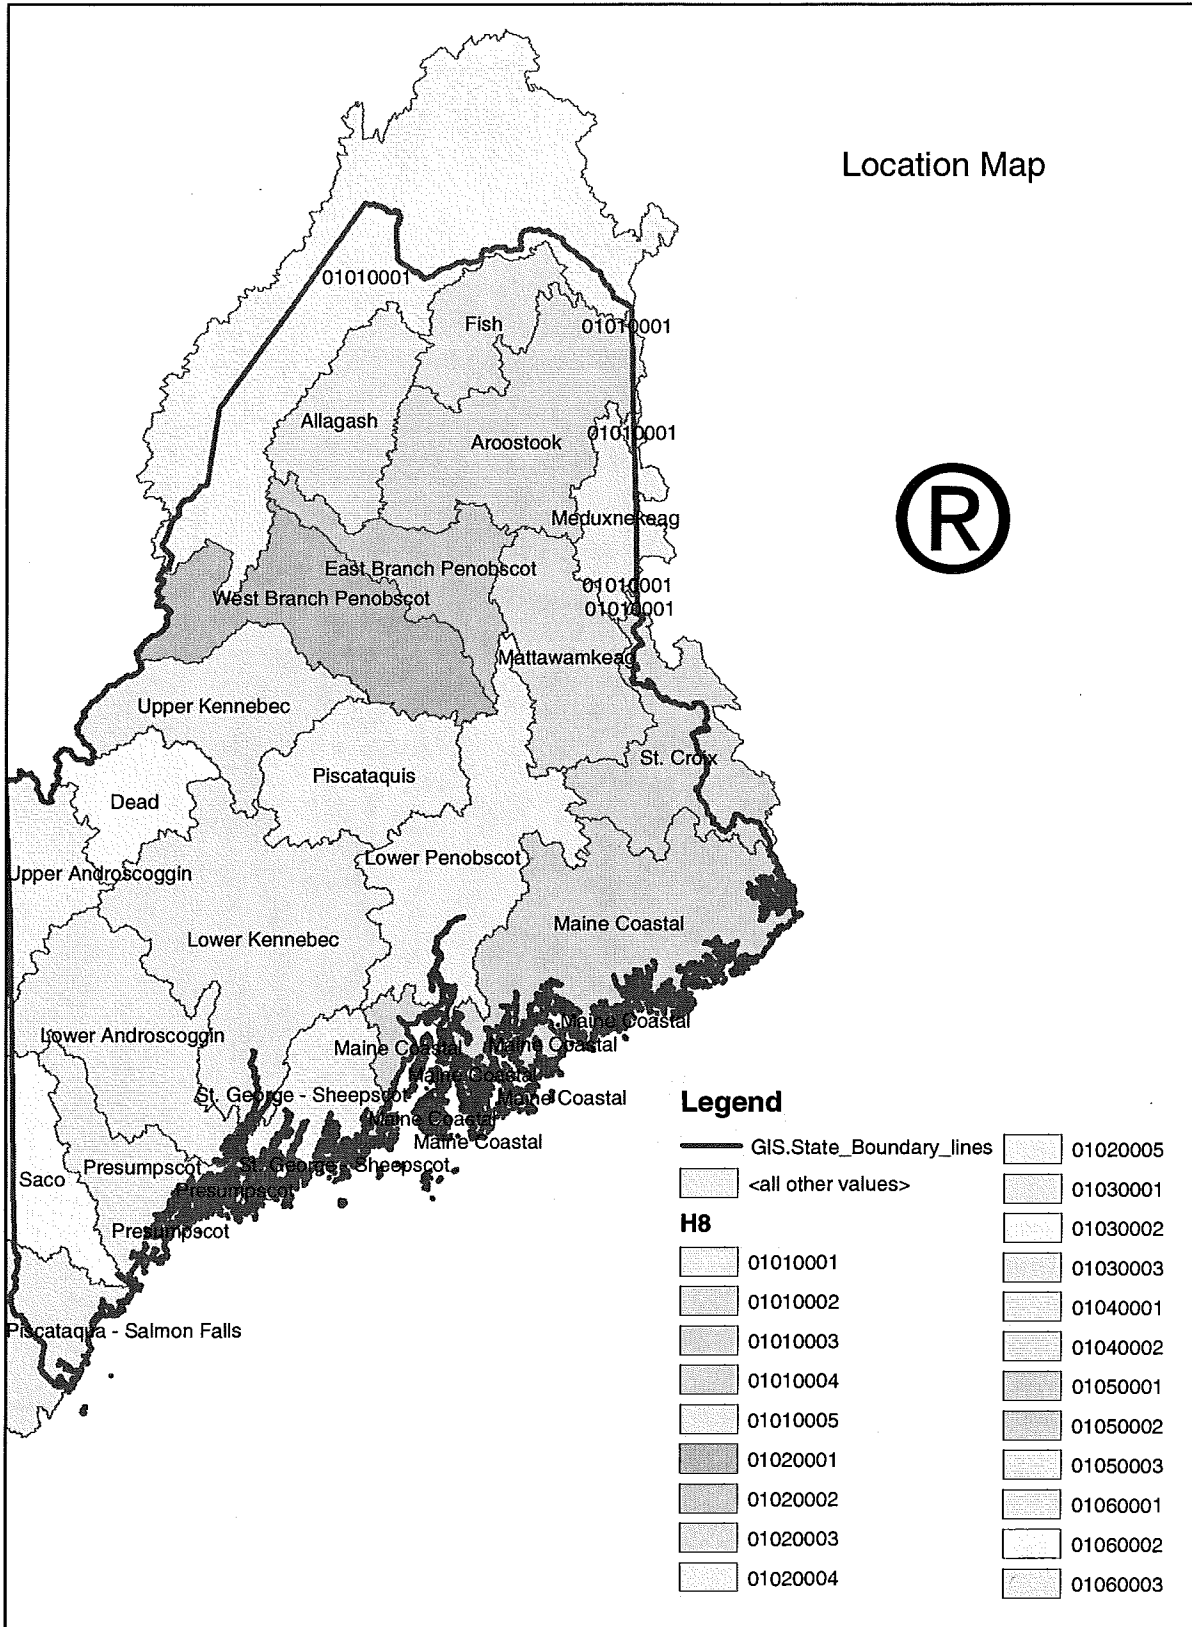 Location Map
01010001
Fish
01010001
Allagash
Aroostook
01010001
®
Meduxnekeag
East Branch Penobscot
01010001
West Branch Penobscot
01010001
Mattawamkeag
Upper Kennebec
St. Croix
Piscataquis
Dead
Lower Penobscot
Upper Androscoggin
Maine Coastal
Lower Kennebec
Maine Coastal
Lower Androscoggin
Maine Coastal
Maine Coastal
Maine Coastal
St. George - Sheepscot
Maine Coastal
Maine Coastal
Maine Coastal
Presumpscot
St. George - Sheepscot
Saco
Presumpscot
Presumpscot
Piscataqua - Salmon Falls
Legend
GIS.State_Boundary_lines
<all other values>
H8
01010001
01010002
01010003
01010004
01010005
01020001
01020002
01020003
01020004
01020005
01030001
01030002
01030003
01040001
01040002
01050001
01050002
01050003
01060001
01060002
01060003